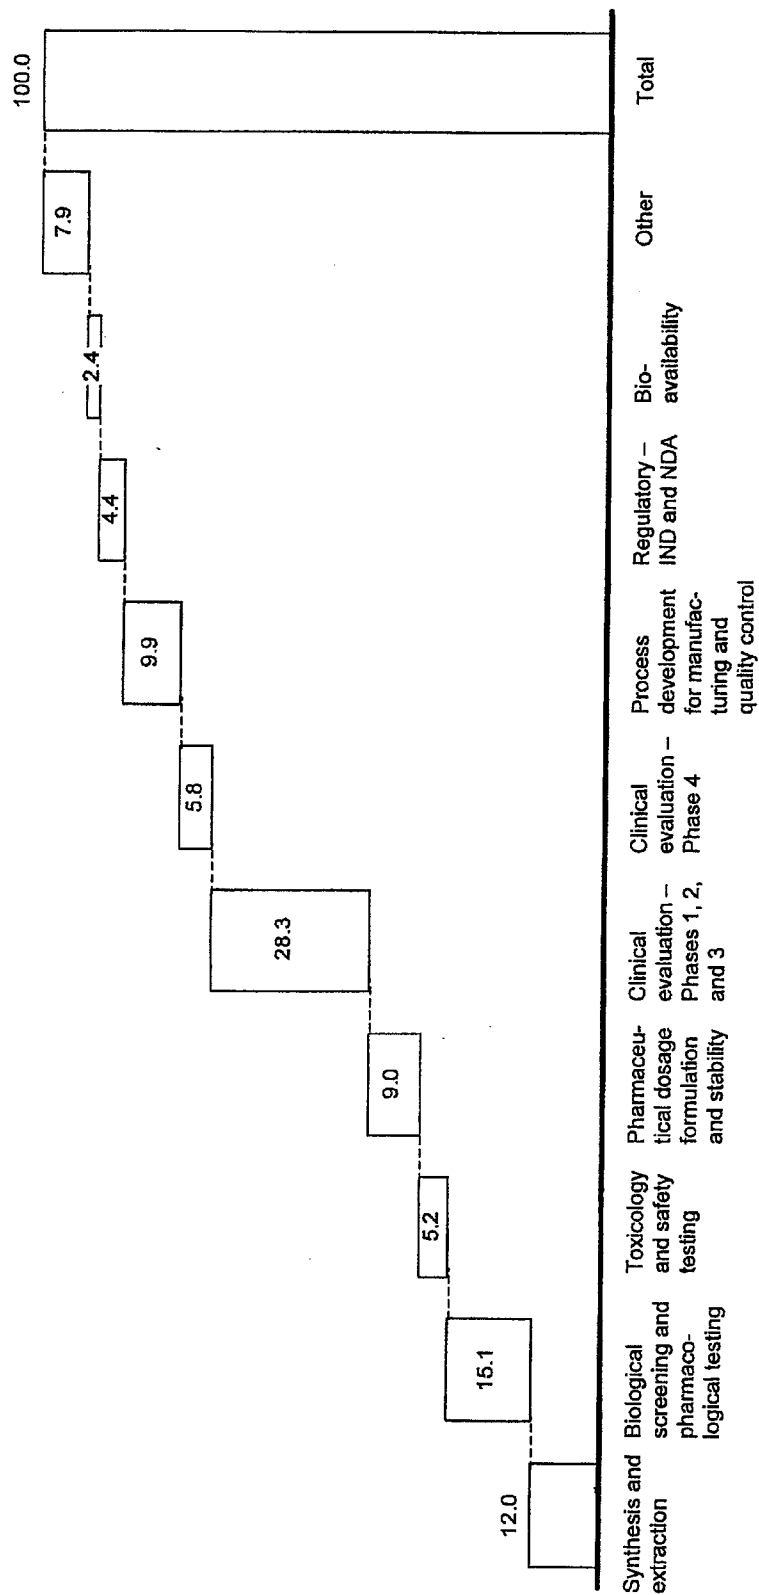 12.0
15.1
5.2
9.0
28.3
5.8
9.9
4.4
2.4
7.9
100.0
Synthesis and
extraction
Biological
screening and
pharmaco-
logical testing
Toxicology
and safety
testing
Pharmaceu-
tical dosage
formulation
and stability
Clinical
evaluation –
Phases 1, 2,
and 3
Clinical
evaluation –
Phase 4
Process
development
for manufac-
turing and
quality control
Regulatory –
IND and NDA
Bio-
availability
Other
Total